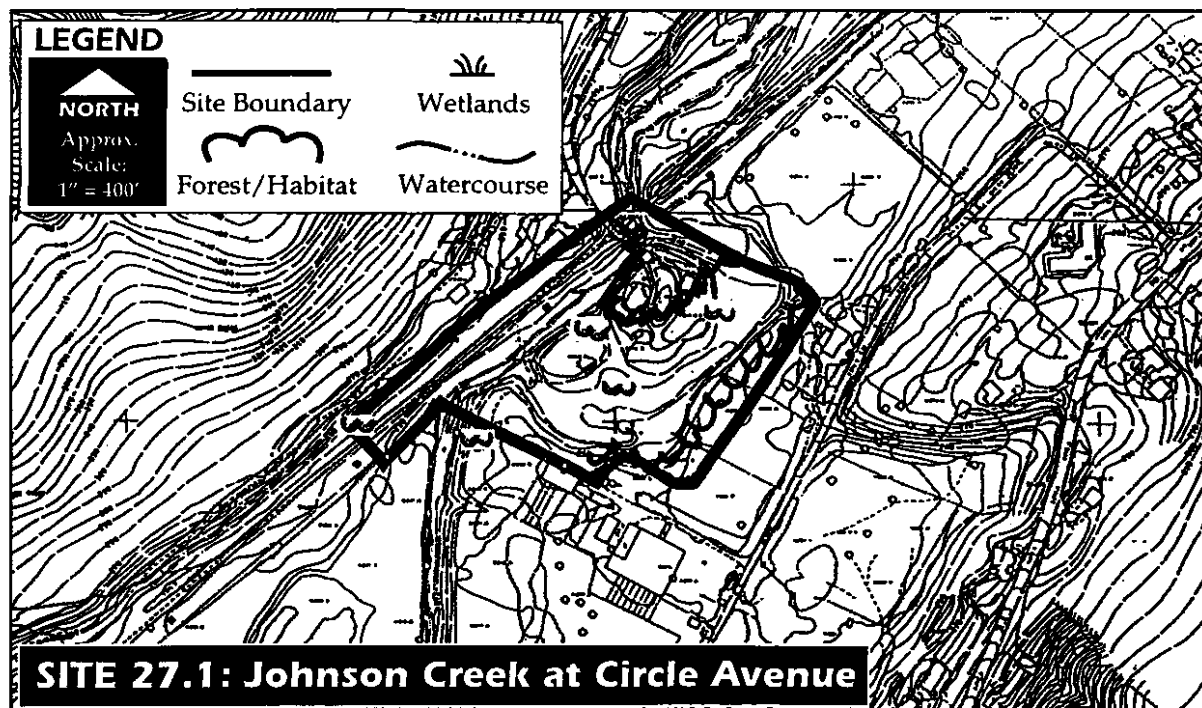 LEGEND
NORTH
Approx.
Scale:
1" = 400'
Site Boundary
Wetlands
Forest/Habitat
Watercourse
SITE 27.1: Johnson Creek at Circle Avenue